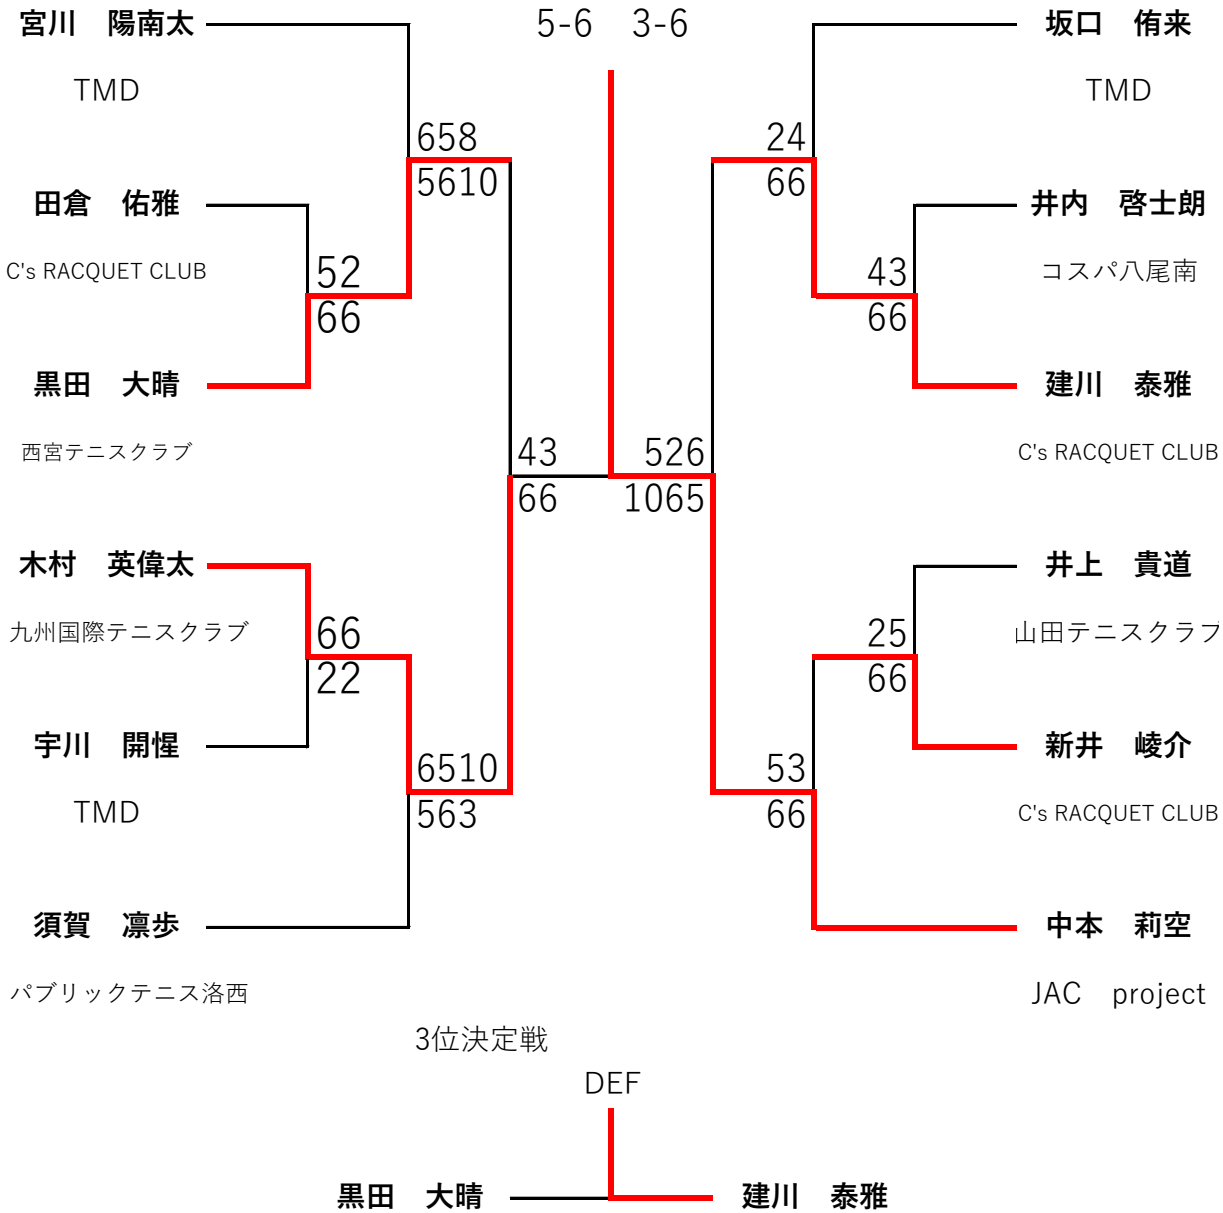 宮川　陽南太
5-6　3-6
坂口　侑来
TMD
TMD
658
24
5610
66
田倉　佑雅
井内　啓士朗
C's RACQUET CLUB
52
43
コスパ八尾南
66
66
黒田　大晴
建川　泰雅
西宮テニスクラブ
43
526
C's RACQUET CLUB
66
1065
木村　英偉太
井上　貴道
九州国際テニスクラブ
66
25
山田テニスクラブ
22
66
宇川　開惺
新井　崚介
6510
53
TMD
563
66
C's RACQUET CLUB
須賀　凛歩
中本　莉空
パブリックテニス洛西
JAC　project
3位決定戦
DEF
黒田　大晴
建川　泰雅